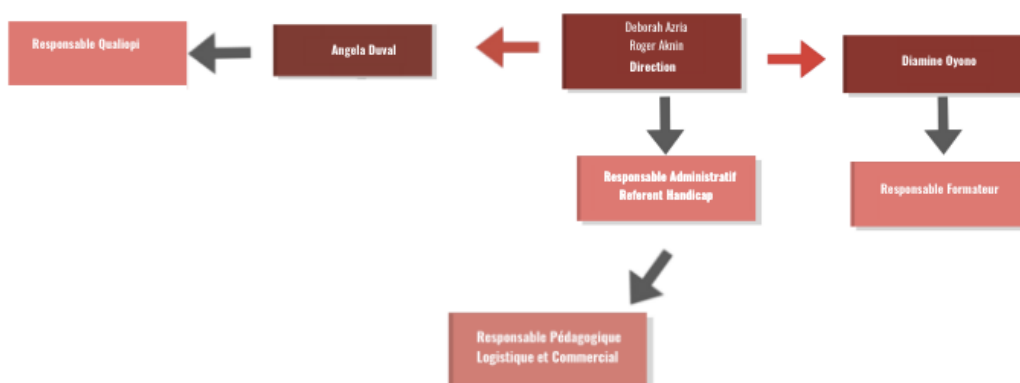 Responsable Qualiopi
Angela Duval
Deborah Azria
Roger Aknin
Direction
Diamine Oyono
Responsable Administratif
Referent Handicap
Responsable Formateur
Responsable Pédagogique
Logistique et Commercial